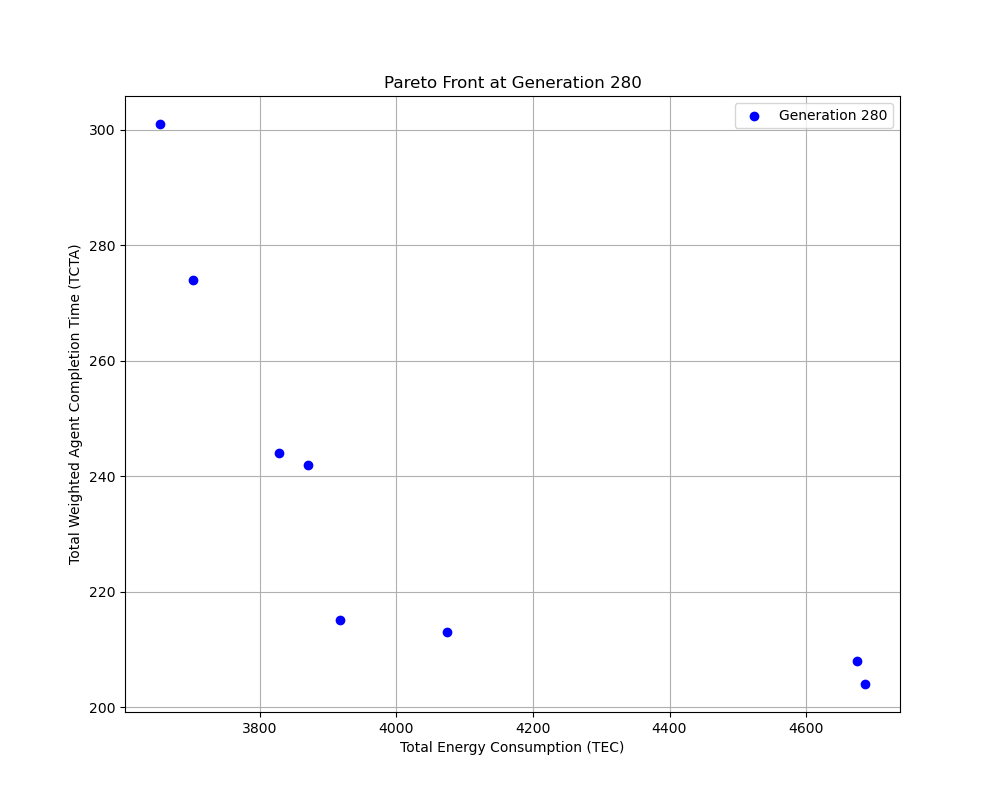 Pareto Front at Generation 280
Generation 280
Total Weighted Agent Completion Time (TCTA)
300
280
260
240
220
200
3800 4000 4200 4400 4600
Total Energy Consumption (TEC)